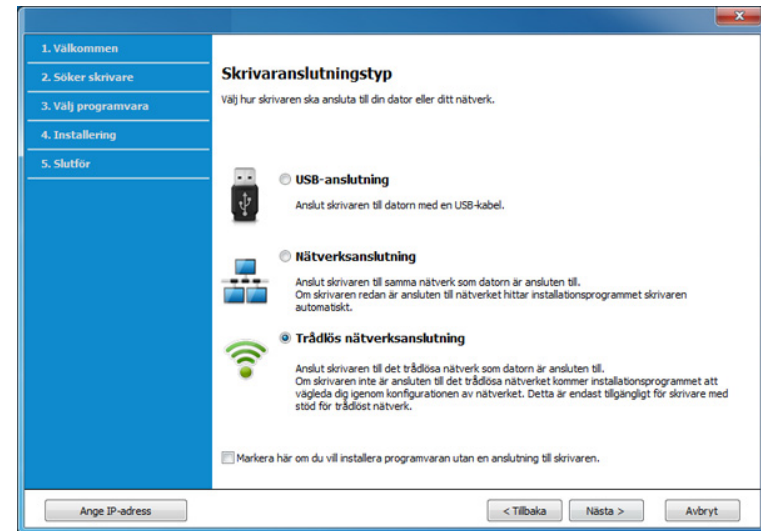 1. Välkommen
2. Söker skrivare
3. Välj programvara
4. Installering
5. Slutför
Skrivaranslutningstyp
Välj hur skrivaren ska ansluta till din dator eller ditt nätverk.
USB-anslutning
Anslut skrivaren till datorn med en USB-kabel.
Nätverksanslutning
Anslut skrivaren till samma nätverk som datorn är ansluten till.
Om skrivaren redan är ansluten till nätverket hittar installationsprogrammet skrivaren
automatiskt.
Trådlös nätverksanslutning
Anslut skrivaren till det trådlösa nätverk som datorn är ansluten till.
Om skrivaren inte är ansluten till det trådlösa nätverket kommer installationsprogrammet att
vägleda dig igenom konfigurationen av nätverket. Detta är endast tillgängligt för skrivare med
stöd för trådlöst nätverk.
Markera här om du vill installera programvaran utan en anslutning till skrivaren.
Ange IP-adress
< Tillbaka
Nästa >
Avbryt